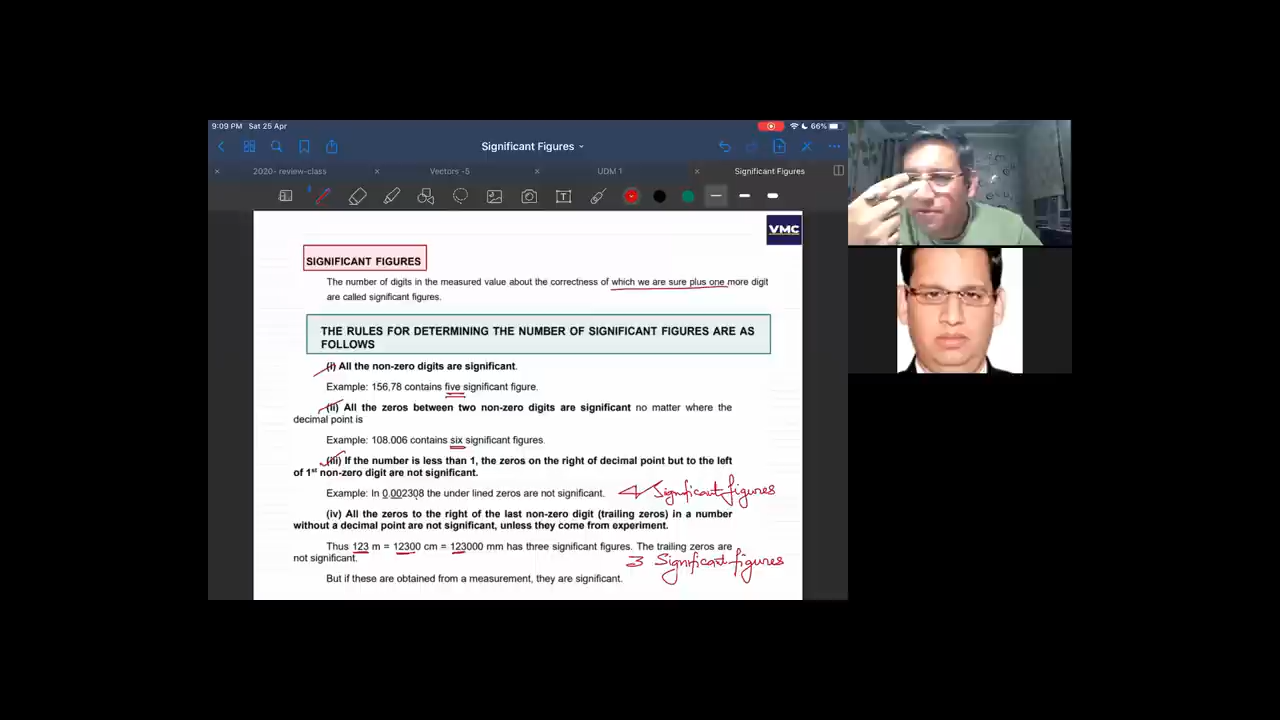 9:09 PM Sat 25 Apr
66%
Significant Figures
2020- review-class
Vectors -5
UDM 1
Significant Figures
VMC
SIGNIFICANT FIGURES
The number of digits in the measured value about the correctness of which we are sure plus one more digit
are called significant figures.
THE RULES FOR DETERMINING THE NUMBER OF SIGNIFICANT FIGURES ARE AS
FOLLOWS
(i) All the non-zero digits are significant.
Example: 156,78 contains five significant figure.
(ii) All the zeros between two non-zero digits are significant no matter where the
decimal point is
Example: 108.006 contains six significant figures.
(iii) If the number is less than 1, the zeros on the right of decimal point but to the left
of 1st non-zero digit are not significant.
Example: In 0.002308 the under lined zeros are not significant.
4 Significant figures
(iv) All the zeros to the right of the last non-zero digit (trailing zeros) in a number
without a decimal point are not significant, unless they come from experiment.
Thus 123 m = 12300 cm = 123000 mm has three significant figures. The trailing zeros are
not significant.
3 Significant figures
But if these are obtained from a measurement, they are significant.